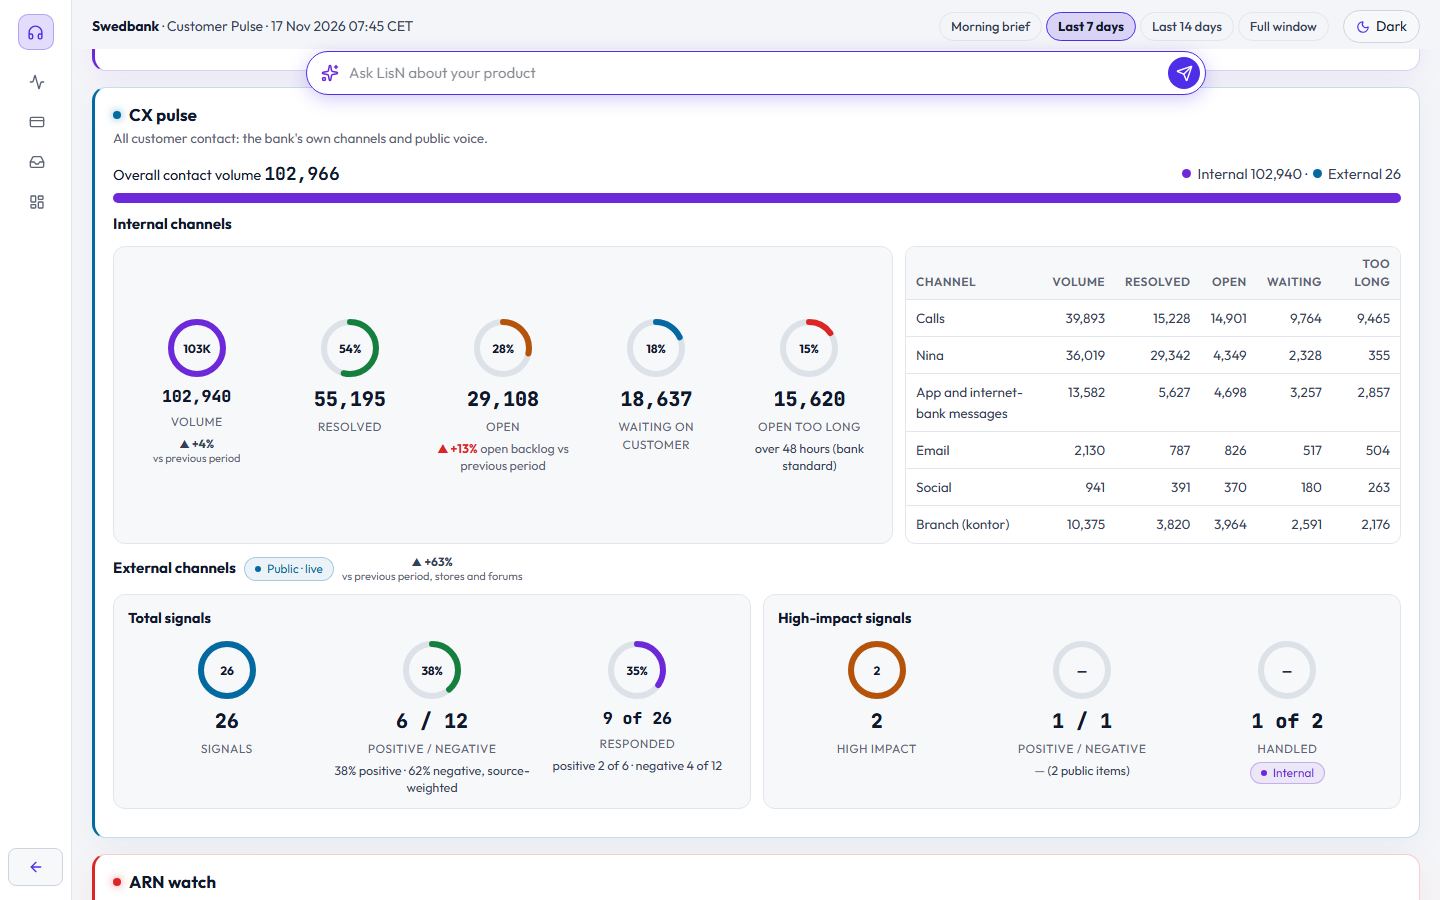 Swedbank · Customer Pulse · 17 Nov 2026 07:45 CET
Morning brief
Last 7 days
Last 14 days
Full window
Dark
Ask LisN about your product
CX pulse
All customer contact: the bank's own channels and public voice.
Overall contact volume 102,966
Internal 102,940 · External 26
Internal channels
103K
102,940
VOLUME
▲ +4%
vs previous period
54%
55,195
RESOLVED
28%
29,108
OPEN
▲ +13% open backlog vs
previous period
18%
18,637
WAITING ON
CUSTOMER
15%
15,620
OPEN TOO LONG
over 48 hours (bank
standard)
CHANNEL VOLUME RESOLVED OPEN WAITING TOO LONG
Calls 39,893 15,228 14,901 9,764 9,465
Nina 36,019 29,342 4,349 2,328 355
App and internet-
bank messages 13,582 5,627 4,698 3,257 2,857
Email 2,130 787 826 517 504
Social 941 391 370 180 263
Branch (kontor) 10,375 3,820 3,964 2,591 2,176
External channels
Public · live
▲ +63%
vs previous period, stores and forums
Total signals
26
26
SIGNALS
38%
6 / 12
POSITIVE / NEGATIVE
38% positive · 62% negative, source-
weighted
35%
9 of 26
RESPONDED
positive 2 of 6 · negative 4 of 12
High-impact signals
2
2
HIGH IMPACT
–
1 / 1
POSITIVE / NEGATIVE
— (2 public items)
–
1 of 2
HANDLED
Internal
ARN watch